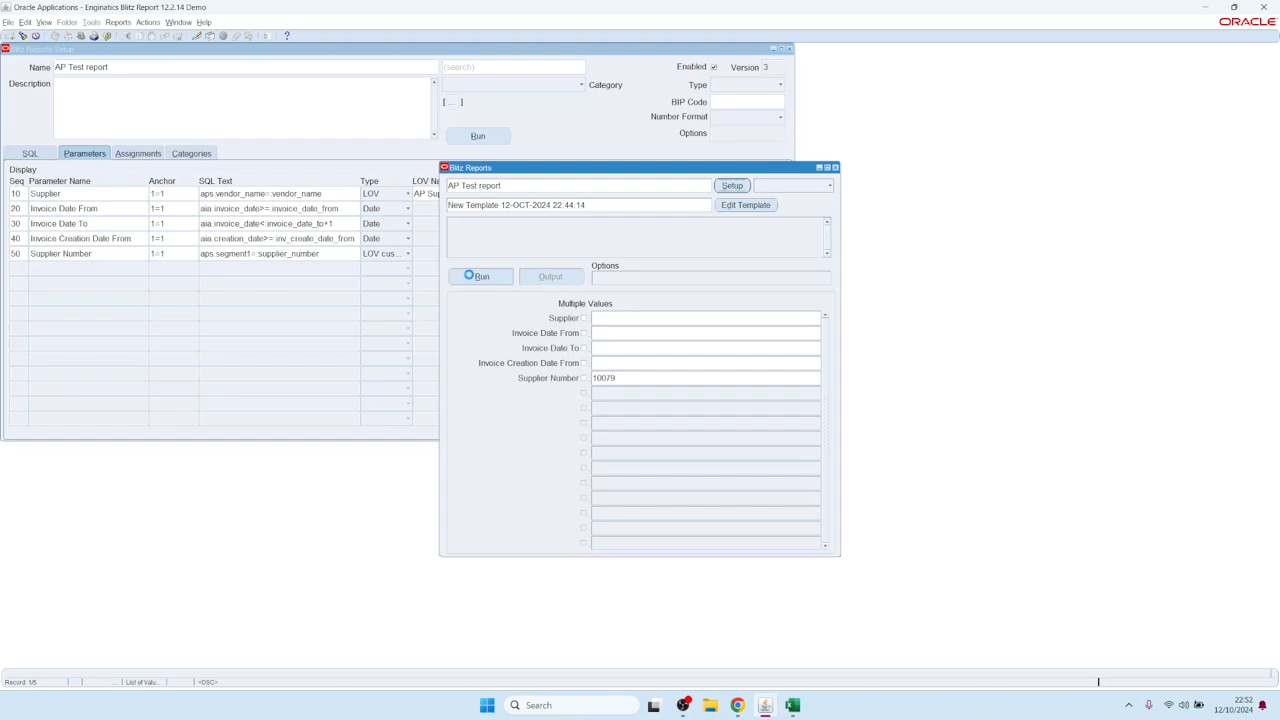 Oracle Applications - Enginatics Blitz Report 12.2.14 Demo
File Edit View Folder Tools Reports Actions Window Help
ORACLE
Blitz Reports Setup
Name AP Test report (search) Enabled Version 3
Description Category Type
[ ... ] BIP Code
Number Format
Run Options
SQL Parameters Assignments Categories
Display
Seq Parameter Name Anchor SQL Text Type LOV Na
10 Supplier 1=1 aps.vendor_name=:vendor_name LOV AP Sup
20 Invoice Date From 1=1 aia.invoice_date>=:invoice_date_from Date
30 Invoice Date To 1=1 aia.invoice_date<:invoice_date_to+1 Date
40 Invoice Creation Date From 1=1 aia.creation_date>=:inv_create_date_from Date
50 Supplier Number 1=1 aps.segment1=:supplier_number LOV cus...
Blitz Reports
AP Test report Setup
New Template 12-OCT-2024 22:44:14 Edit Template
Run Output Options
Multiple Values
Supplier
Invoice Date From
Invoice Date To
Invoice Creation Date From
Supplier Number 10079
Record: 1/5 ... List of Valu... <OSC>
Search
22:52
12/10/2024